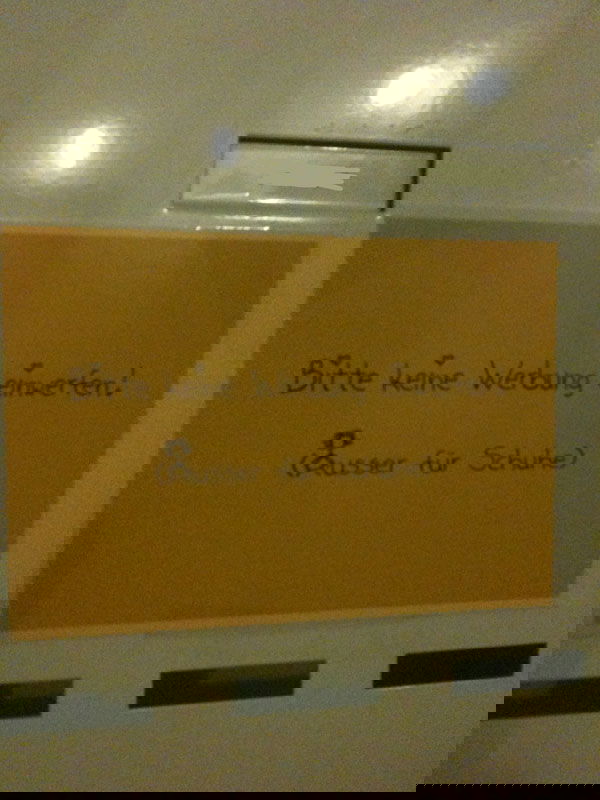 Bitte keine Werbung einwerfen!
(Ausser für Schuhe)